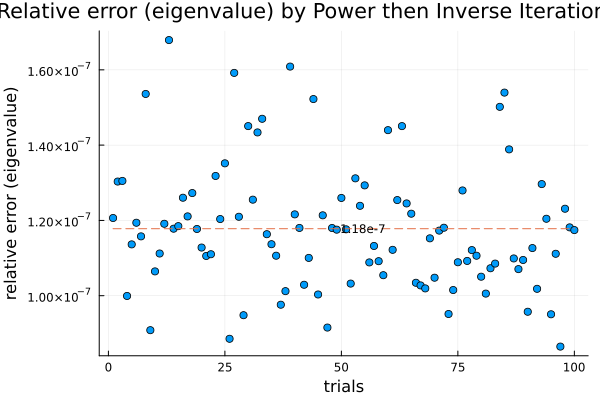 Relative error (eigenvalue) by Power then Inverse Iteration
relative error (eigenvalue)
1.60×10⁻⁷
1.40×10⁻⁷
1.20×10⁻⁷
1.00×10⁻⁷
1.18e-7
0 25 50 75 100
trials